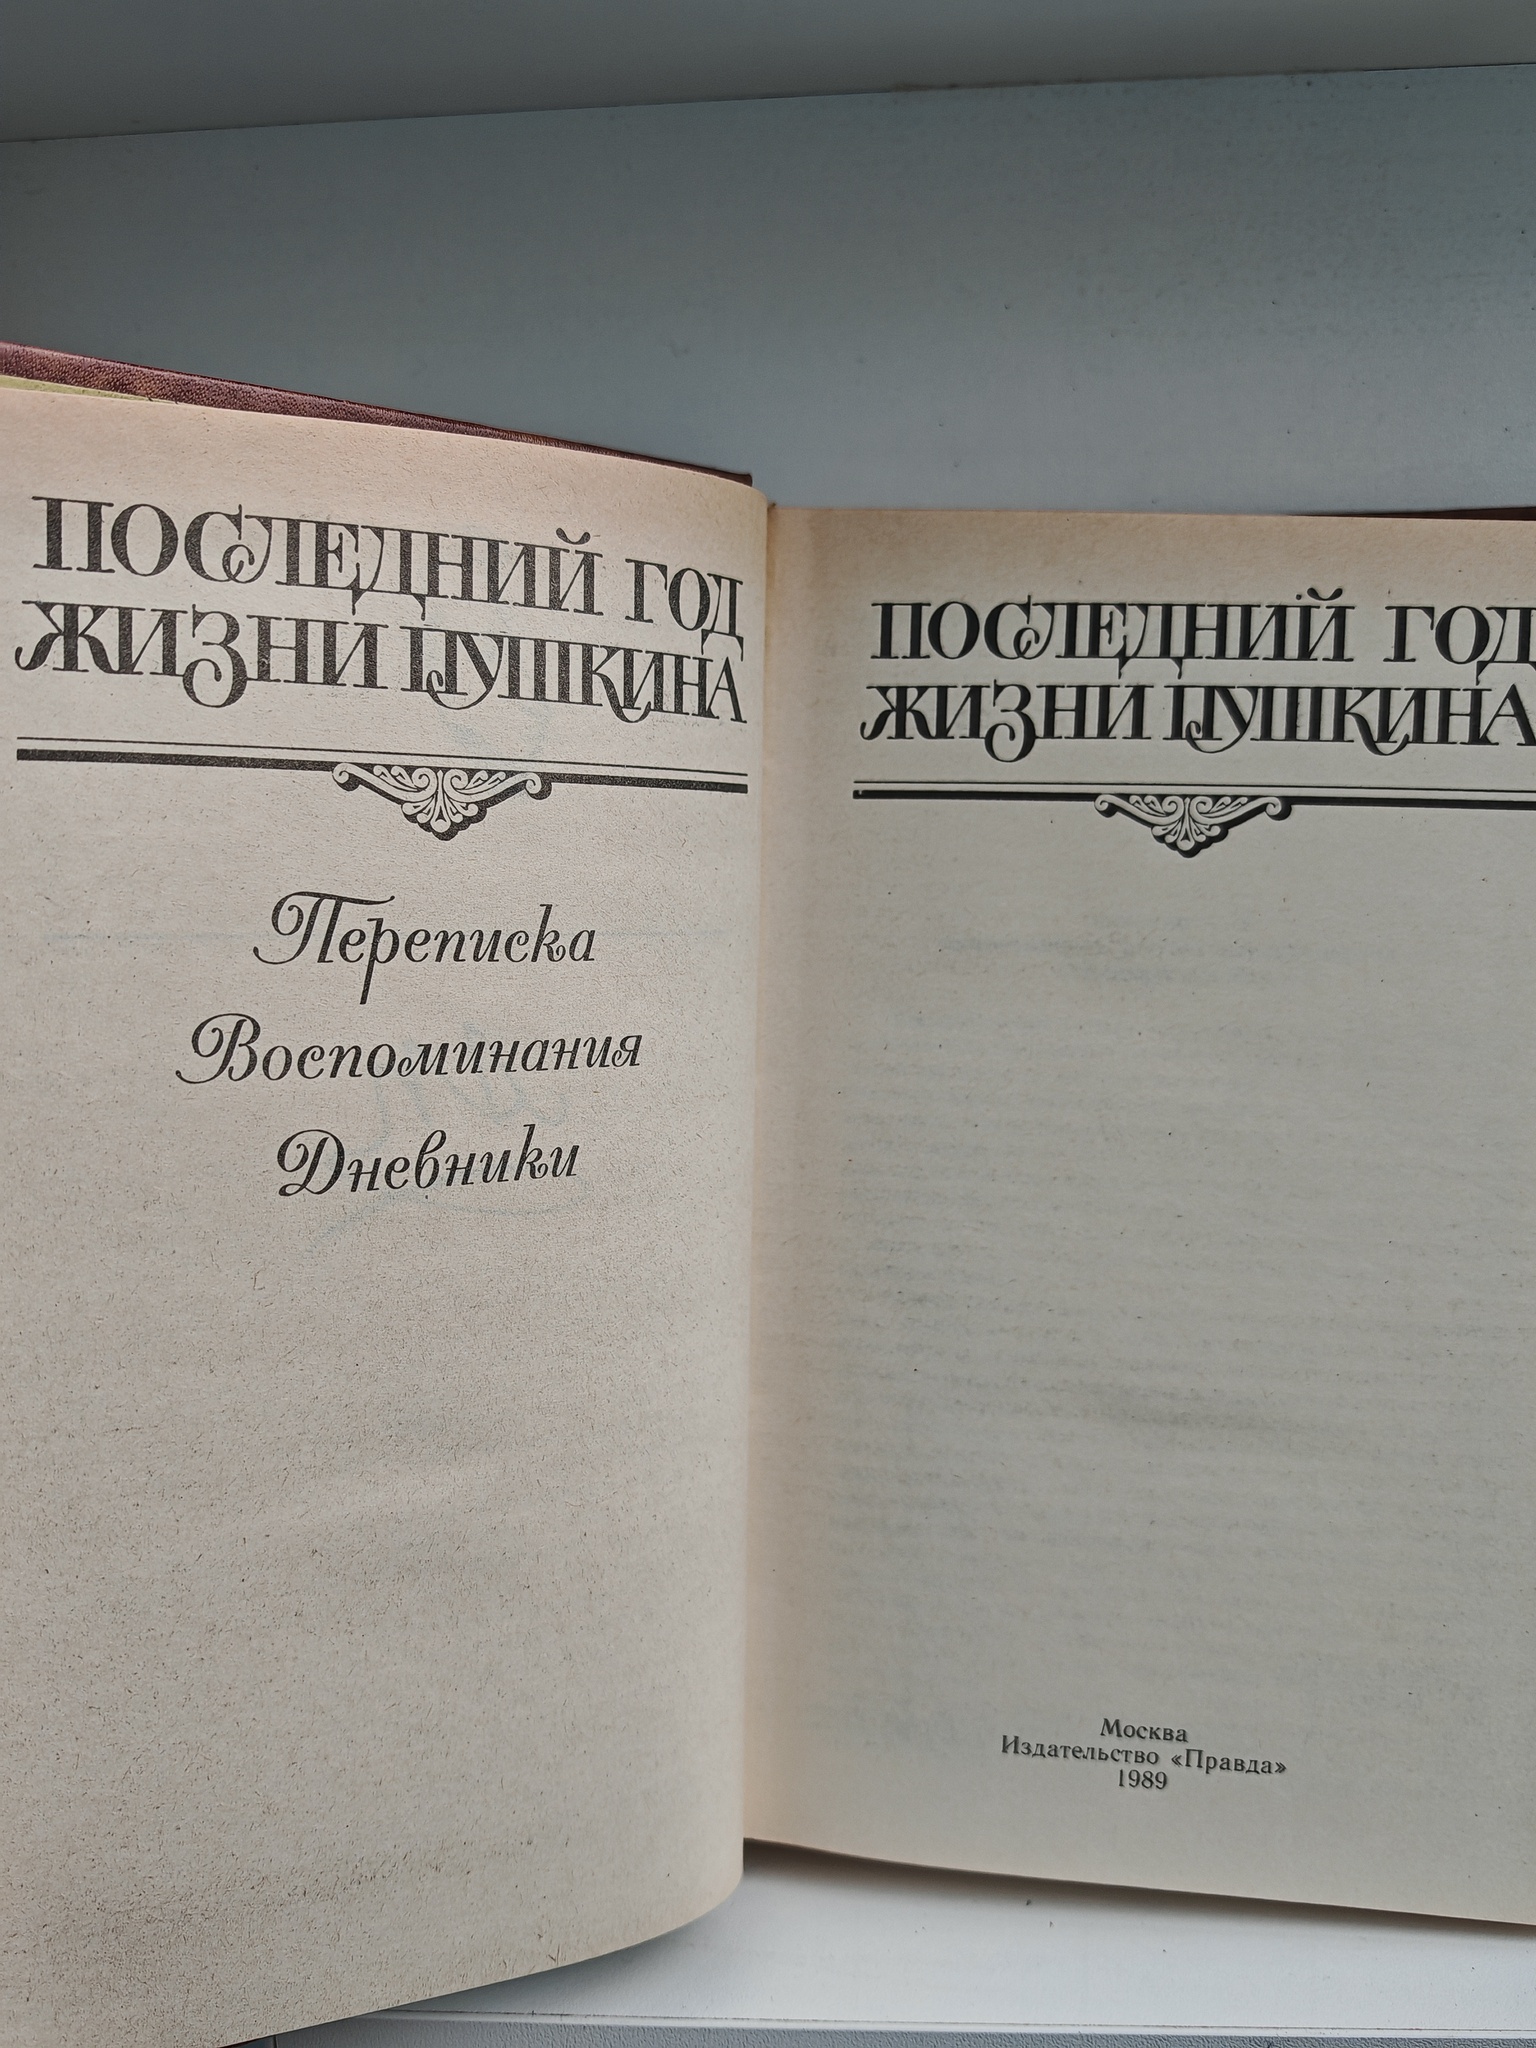 ПОСЛЕДНИЙ ГОД
ЖИЗНИ ПУШКИНА
Переписка
Воспоминания
Дневники
ПОСЛЕДНИЙ ГОД
ЖИЗНИ ПУШКИНА
Москва
Издательство «Правда»
1989